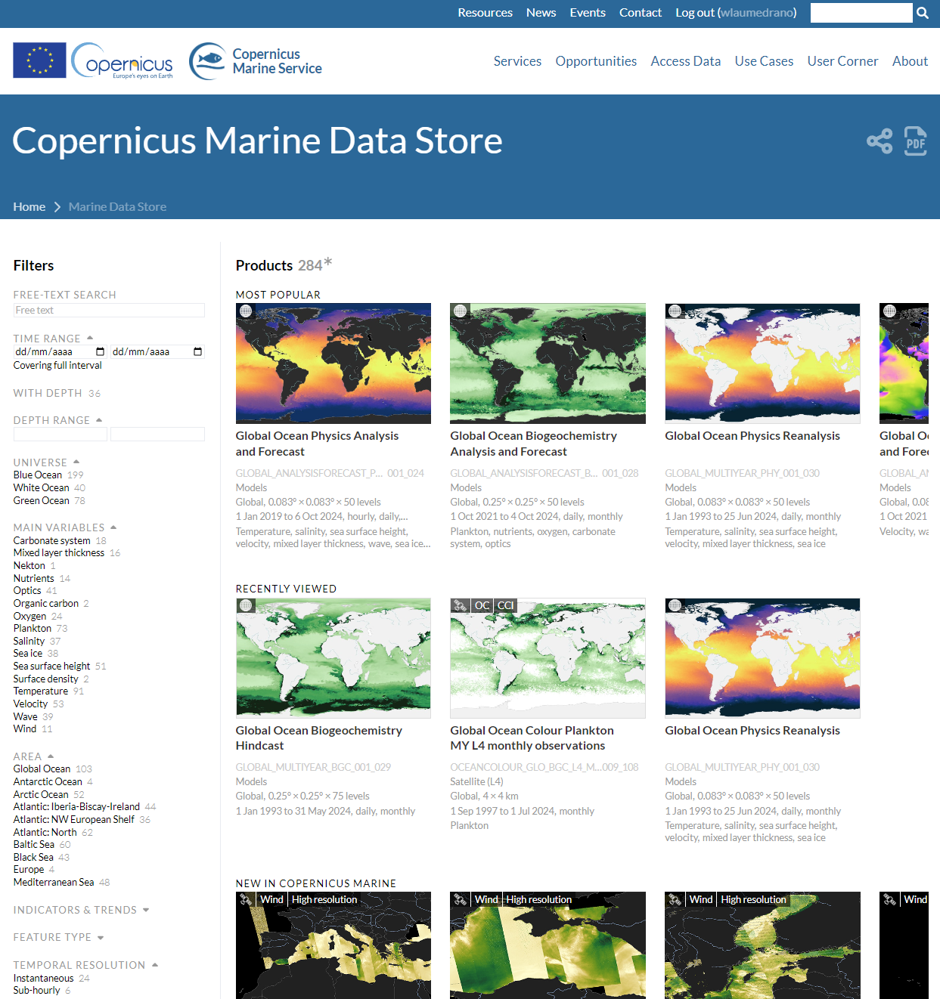 Resources News Events Contact Log out (wlaumedrano)
Copernicus
Europe's eyes on Earth
Copernicus
Marine Service
Services Opportunities Access Data Use Cases User Corner About
Copernicus Marine Data Store
PDF
Home Marine Data Store
Filters
FREE-TEXT SEARCH
Free text
TIME RANGE
dd/mm/aaaa dd/mm/aaaa
Covering full interval
WITH DEPTH 36
DEPTH RANGE
UNIVERSE
Blue Ocean 199
White Ocean 40
Green Ocean 78
MAIN VARIABLES
Carbonate system 18
Mixed layer thickness 16
Nekton 1
Nutrients 14
Optics 41
Organic carbon 2
Oxygen 24
Plankton 73
Salinity 37
Sea ice 38
Sea surface height 51
Surface density 2
Temperature 91
Velocity 53
Wave 39
Wind 11
AREA
Global Ocean 103
Antarctic Ocean 4
Arctic Ocean 52
Atlantic: Iberia-Biscay-Ireland 44
Atlantic: NW European Shelf 36
Atlantic: North 62
Baltic Sea 60
Black Sea 43
Europe 4
Mediterranean Sea 48
INDICATORS & TRENDS
FEATURE TYPE
TEMPORAL RESOLUTION
Instantaneous 24
Sub-hourly 6
Products 284*
MOST POPULAR
Global Ocean Physics Analysis
and Forecast
GLOBAL_ANALYSISFORECAST_P... 001_024
Models
Global, 0.083° × 0.083° × 50 levels
1 Jan 2019 to 6 Oct 2024, hourly, daily,...
Temperature, salinity, sea surface height,
velocity, mixed layer thickness, wave, sea ice...
Global Ocean Biogeochemistry
Analysis and Forecast
GLOBAL_ANALYSISFORECAST_B... 001_028
Models
Global, 0.25° × 0.25° × 50 levels
1 Oct 2021 to 4 Oct 2024, daily, monthly
Plankton, nutrients, oxygen, carbonate
system, optics
Global Ocean Physics Reanalysis
GLOBAL_MULTIYEAR_PHY_001_030
Models
Global, 0.083° × 0.083° × 50 levels
1 Jan 1993 to 25 Jun 2024, daily, monthly
Temperature, salinity, sea surface height,
velocity, mixed layer thickness, sea ice
Global O
and Fore
GLOBAL_AN
Models
Global, 0.08
1 Oct 2021
Velocity, wa
RECENTLY VIEWED
Global Ocean Biogeochemistry
Hindcast
GLOBAL_MULTIYEAR_BGC_001_029
Models
Global, 0.25° × 0.25° × 75 levels
1 Jan 1993 to 31 May 2024, daily, monthly
OC CCI
Global Ocean Colour Plankton
MY L4 monthly observations
OCEANCOLOUR_GLO_BGC_L4_M...009_108
Satellite (L4)
Global, 4 × 4 km
1 Sep 1997 to 1 Jul 2024, monthly
Plankton
Global Ocean Physics Reanalysis
GLOBAL_MULTIYEAR_PHY_001_030
Models
Global, 0.083° × 0.083° × 50 levels
1 Jan 1993 to 25 Jun 2024, daily, monthly
Temperature, salinity, sea surface height,
velocity, mixed layer thickness, sea ice
NEW IN COPERNICUS MARINE
Wind High resolution
Wind High resolution
Wind High resolution
Wind